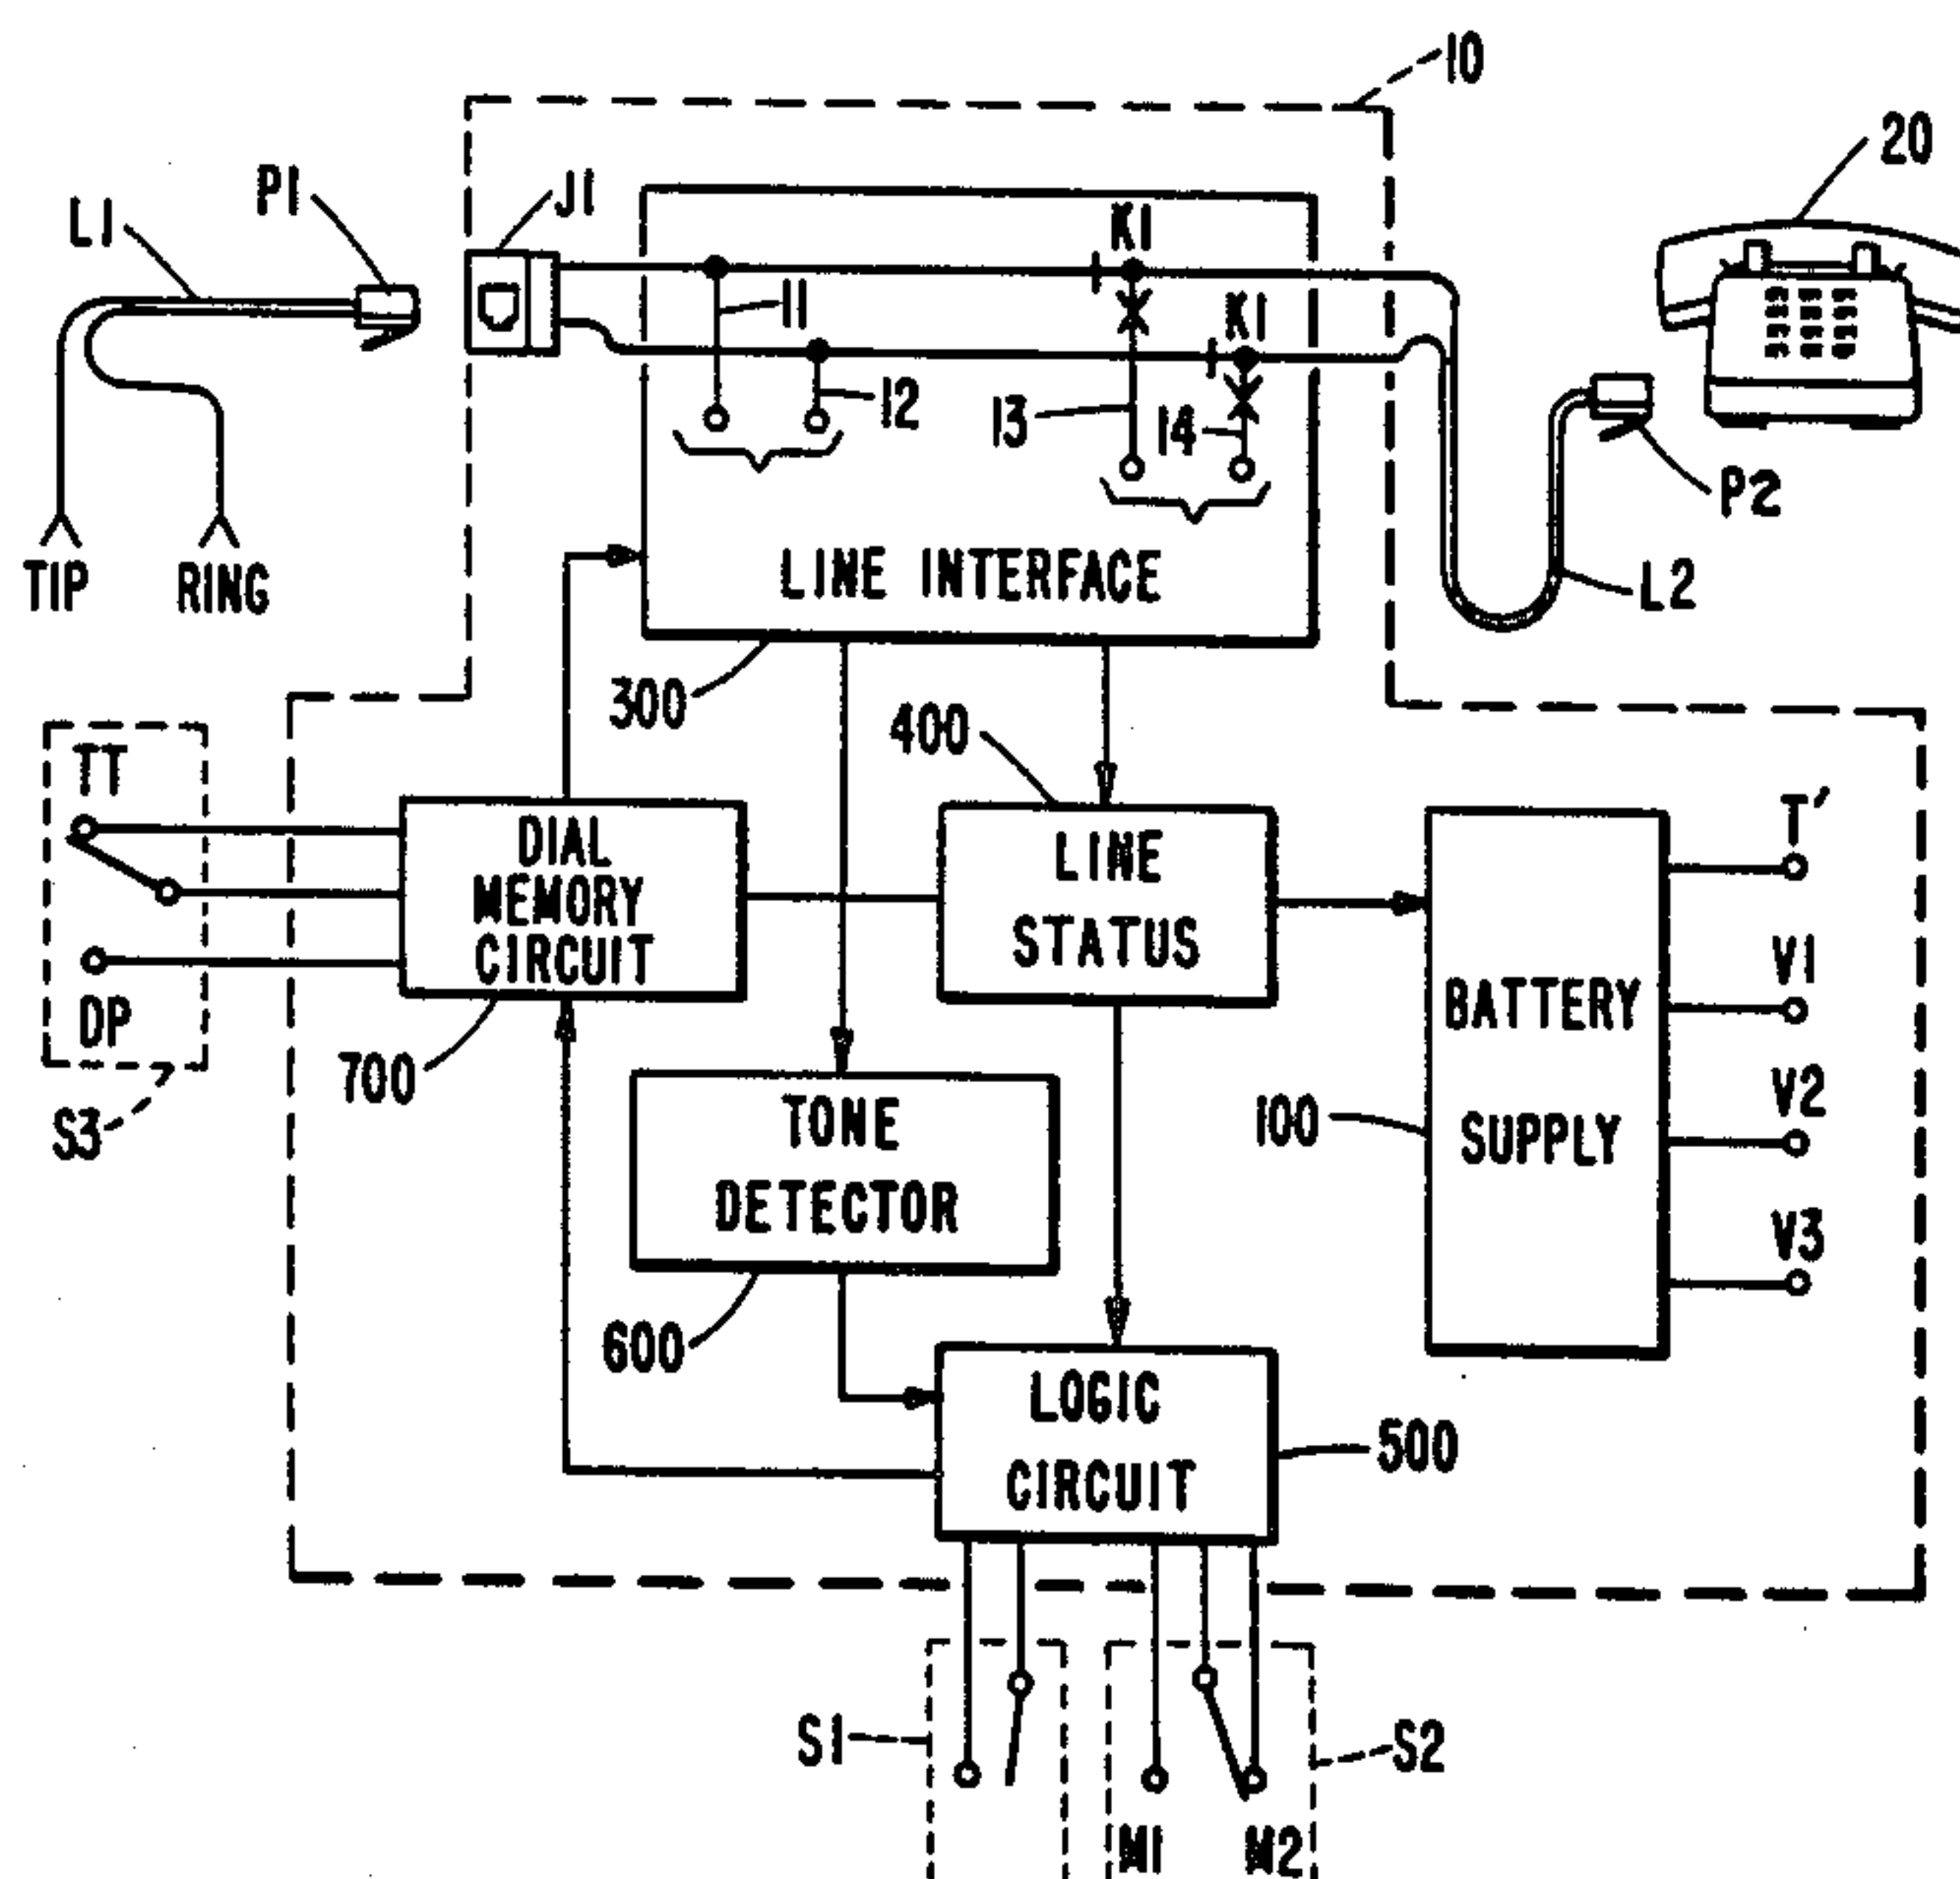 10
20
P1
J1
L1
K1
11
K1
12
13
14
P2
TIP
RING
LINE INTERFACE
L2
300
400
TT
T'
DIAL
MEMORY
CIRCUIT
LINE
STATUS
V1
BATTERY
SUPPLY
DP
700
V2
S3
TONE
DETECTOR
100
V3
600
LOGIC
CIRCUIT
500
S1
S2
M1
M2